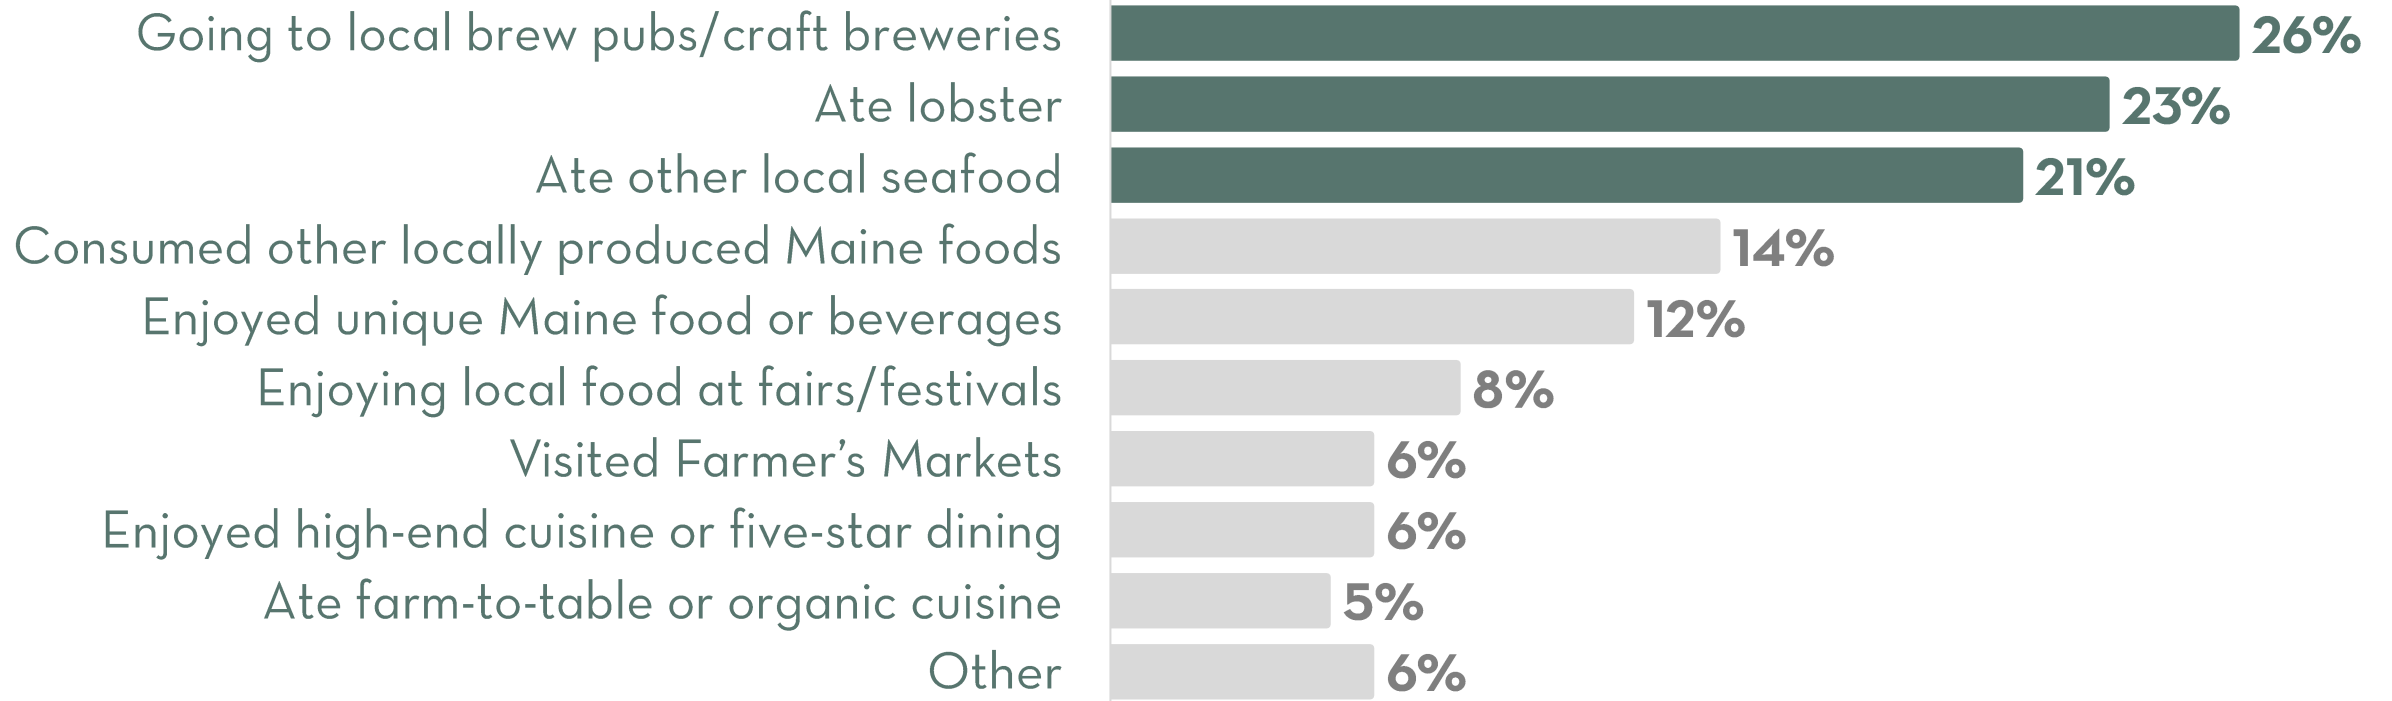 Going to local brew pubs/craft breweries 26%
Ate lobster 23%
Ate other local seafood 21%
Consumed other locally produced Maine foods 14%
Enjoyed unique Maine food or beverages 12%
Enjoying local food at fairs/festivals 8%
Visited Farmer’s Markets 6%
Enjoyed high-end cuisine or five-star dining 6%
Ate farm-to-table or organic cuisine 5%
Other 6%